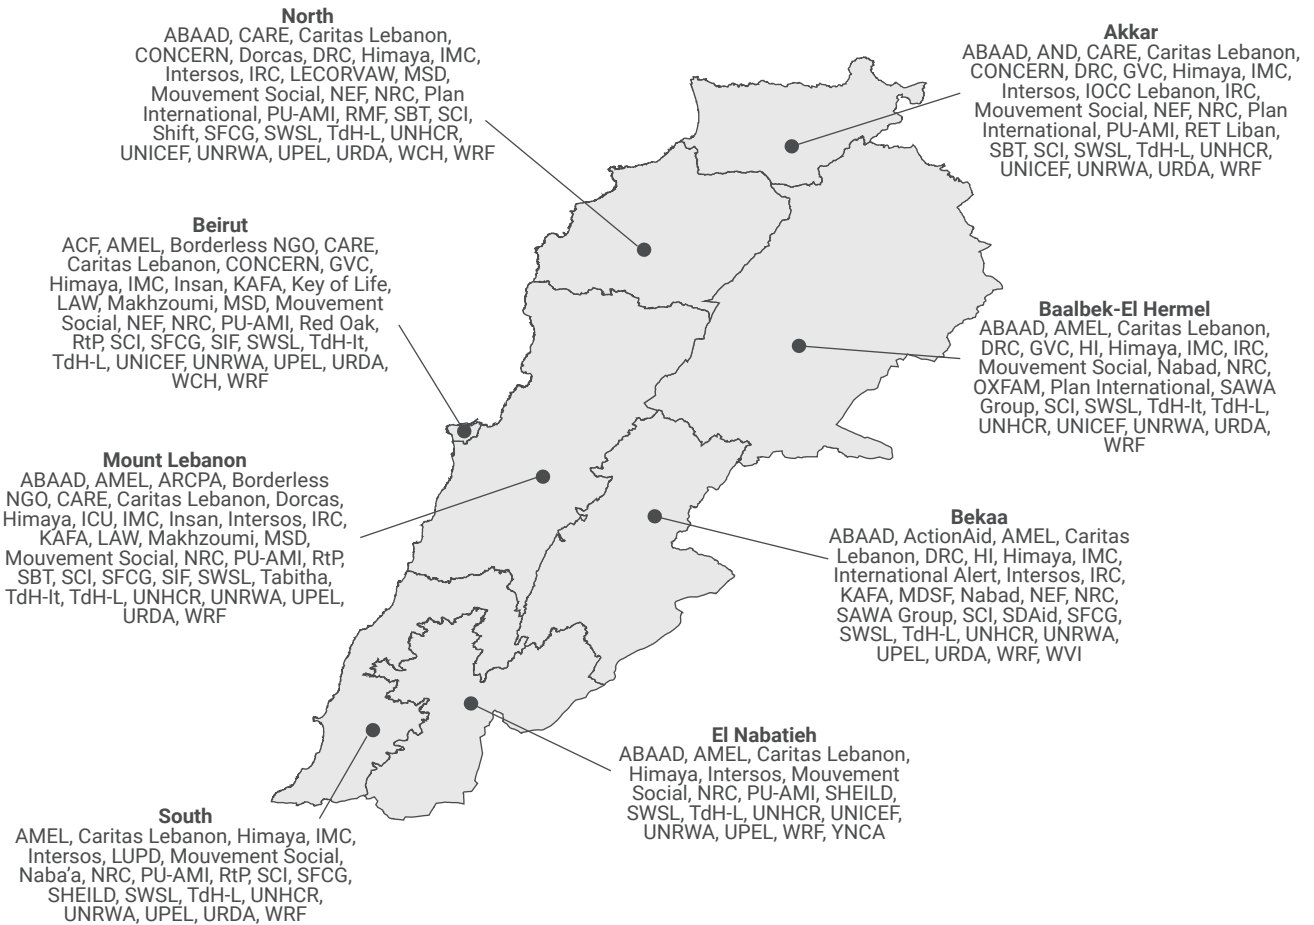 North
ABAAD, CARE, Caritas Lebanon,
CONCERN, Dorcas, DRC, Himaya, IMC,
Intersos, IRC, LECORVAW, MSD,
Mouvement Social, NEF, NRC, Plan
International, PU-AMI, RMF, SBT, SCI,
Shift, SFCG, SWSL, TdH-L, UNHCR,
UNICEF, UNRWA, UPEL, URDA, WCH, WRF
Akkar
ABAAD, AND, CARE, Caritas Lebanon,
CONCERN, DRC, GVC, Himaya, IMC,
Intersos, IOCC Lebanon, IRC,
Mouvement Social, NEF, NRC, Plan
International, PU-AMI, RET Liban,
SBT, SCI, SWSL, TdH-L, UNHCR,
UNICEF, UNRWA, URDA, WRF
Beirut
ACF, AMEL, Borderless NGO, CARE,
Caritas Lebanon, CONCERN, GVC,
Himaya, IMC, Insan, KAFA, Key of Life,
LAW, Makhzoumi, MSD, Mouvement
Social, NEF, NRC, PU-AMI, Red Oak,
RtP, SCI, SFCG, SIF, SWSL, TdH-It,
TdH-L, UNICEF, UNRWA, UPEL, URDA,
WCH, WRF
Baalbek-El Hermel
ABAAD, AMEL, Caritas Lebanon,
DRC, GVC, HI, Himaya, IMC, IRC,
Mouvement Social, Nabad, NRC,
OXFAM, Plan International, SAWA
Group, SCI, SWSL, TdH-It, TdH-L,
UNHCR, UNICEF, UNRWA, URDA,
WRF
Mount Lebanon
ABAAD, AMEL, ARCPA, Borderless
NGO, CARE, Caritas Lebanon, Dorcas,
Himaya, ICU, IMC, Insan, Intersos, IRC,
KAFA, LAW, Makhzoumi, MSD,
Mouvement Social, NRC, PU-AMI, RtP,
SBT, SCI, SFCG, SIF, SWSL, Tabitha,
TdH-It, TdH-L, UNHCR, UNRWA, UPEL,
URDA, WRF
Bekaa
ABAAD, ActionAid, AMEL, Caritas
Lebanon, DRC, HI, Himaya, IMC,
International Alert, Intersos, IRC,
KAFA, MDSF, Nabad, NEF, NRC,
SAWA Group, SCI, SDAid, SFCG,
SWSL, TdH-L, UNHCR, UNRWA,
UPEL, URDA, WRF, WVI
El Nabatieh
ABAAD, AMEL, Caritas Lebanon,
Himaya, Intersos, Mouvement
Social, NRC, PU-AMI, SHEILD,
SWSL, TdH-L, UNHCR, UNICEF,
UNRWA, UPEL, WRF, YNCA
South
AMEL, Caritas Lebanon, Himaya, IMC,
Intersos, LUPD, Mouvement Social,
Naba'a, NRC, PU-AMI, RtP, SCI, SFCG,
SHEILD, SWSL, TdH-L, UNHCR,
UNRWA, UPEL, URDA, WRF